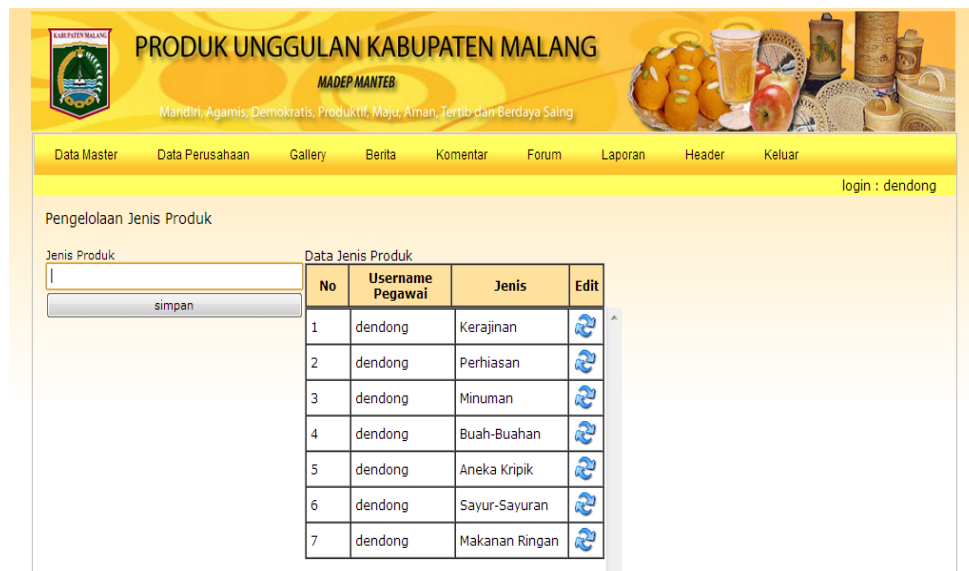 KABUPATEN MALANG
PRODUK UNGGULAN KABUPATEN MALANG
MADEP MANTEB
Mandiri, Agamis, Demokratis, Produktif, Maju, Aman, Tertib dan Berdaya Saing
Data Master Data Perusahaan Gallery Berita Komentar Forum Laporan Header Keluar
login : dendong
Pengelolaan Jenis Produk
Jenis Produk
simpan
Data Jenis Produk
No Username Pegawai Jenis Edit
1 dendong Kerajinan
2 dendong Perhiasan
3 dendong Minuman
4 dendong Buah-Buahan
5 dendong Aneka Kripik
6 dendong Sayur-Sayuran
7 dendong Makanan Ringan